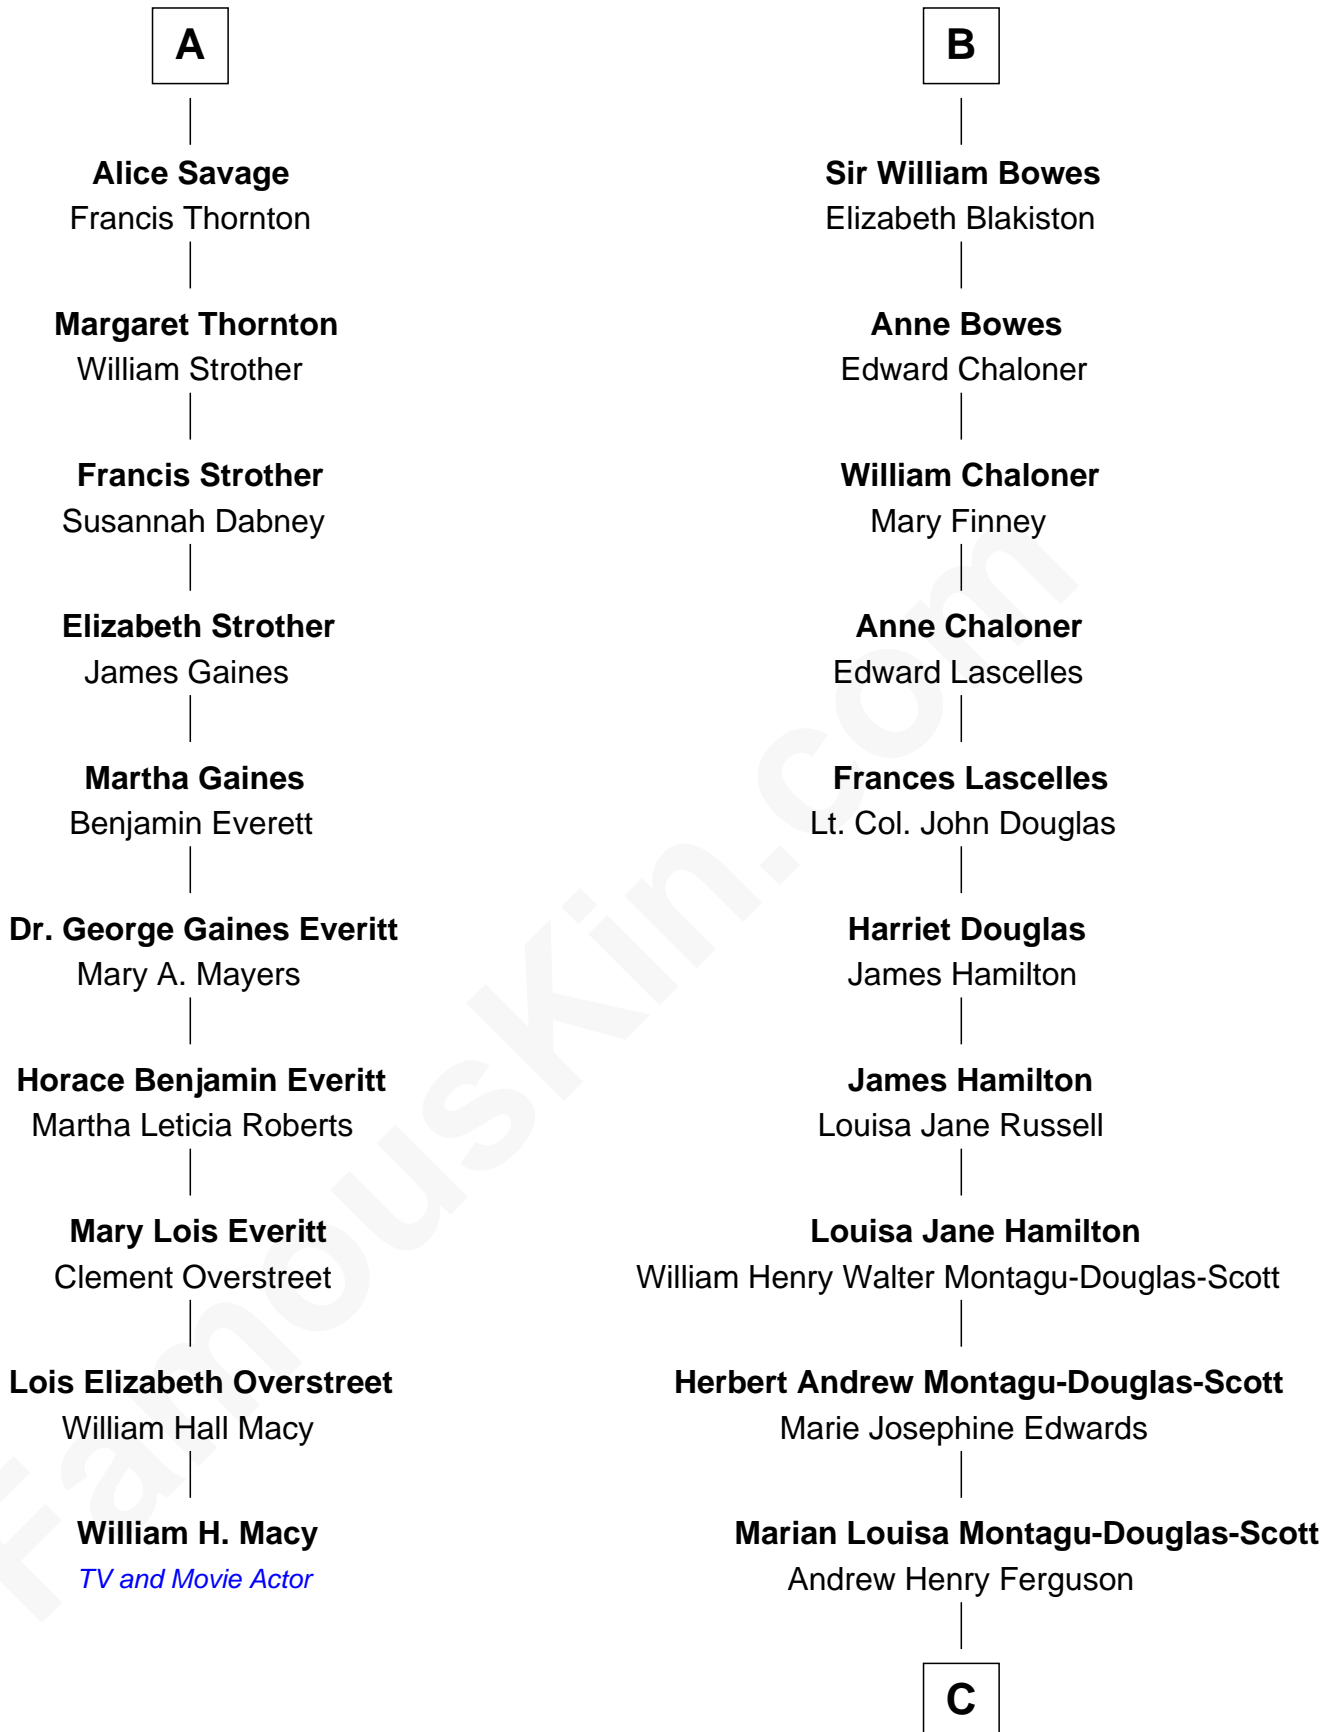 A
Alice Savage
Francis Thornton
Margaret Thornton
William Strother
Francis Strother
Susannah Dabney
Elizabeth Strother
James Gaines
Martha Gaines
Benjamin Everett
Dr. George Gaines Everitt
Mary A. Mayers
Horace Benjamin Everitt
Martha Leticia Roberts
Mary Lois Everitt
Clement Overstreet
Lois Elizabeth Overstreet
William Hall Macy
William H. Macy
TV and Movie Actor
B
Sir William Bowes
Elizabeth Blakiston
Anne Bowes
Edward Chaloner
William Chaloner
Mary Finney
Anne Chaloner
Edward Lascelles
Frances Lascelles
Lt. Col. John Douglas
Harriet Douglas
James Hamilton
James Hamilton
Louisa Jane Russell
Louisa Jane Hamilton
William Henry Walter Montagu-Douglas-Scott
Herbert Andrew Montagu-Douglas-Scott
Marie Josephine Edwards
Marian Louisa Montagu-Douglas-Scott
Andrew Henry Ferguson
C
FamousKin.com